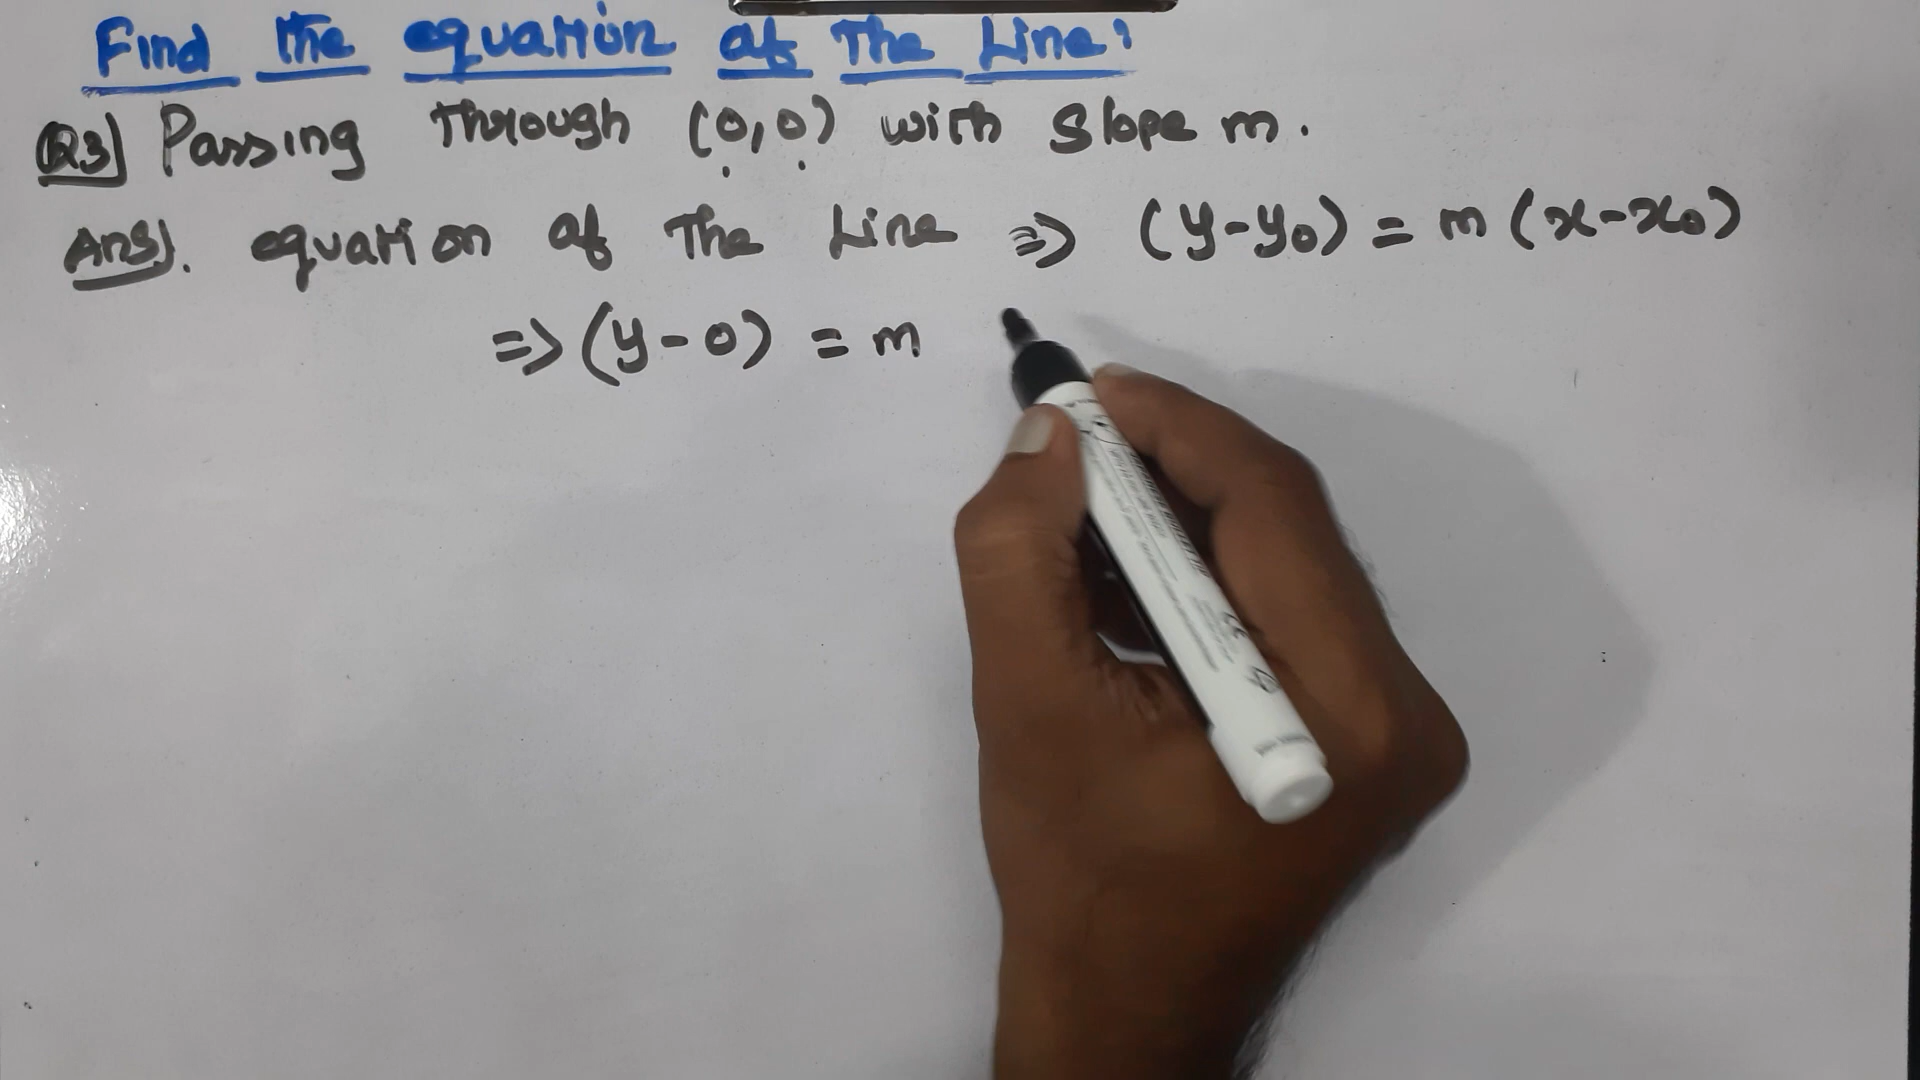 Find the equation of The Line:
Q3] Passing Through (0,0) with Slope m.
Ans]. equation of The Line => (y-y₀) = m (x-x₀)
=> (y-0) = m